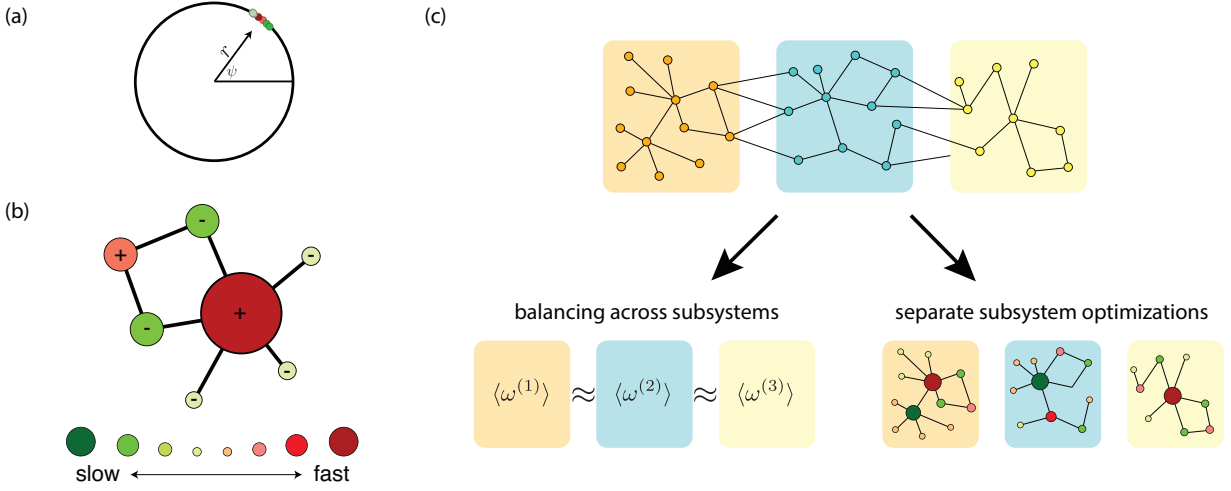 (a)
r
ψ
(b)
-
+
-
+
-
-
-
-
slow fast
(c)
balancing across subsystems
⟨ω⁽¹⁾⟩ ≈ ⟨ω⁽²⁾⟩ ≈ ⟨ω⁽³⁾⟩
separate subsystem optimizations